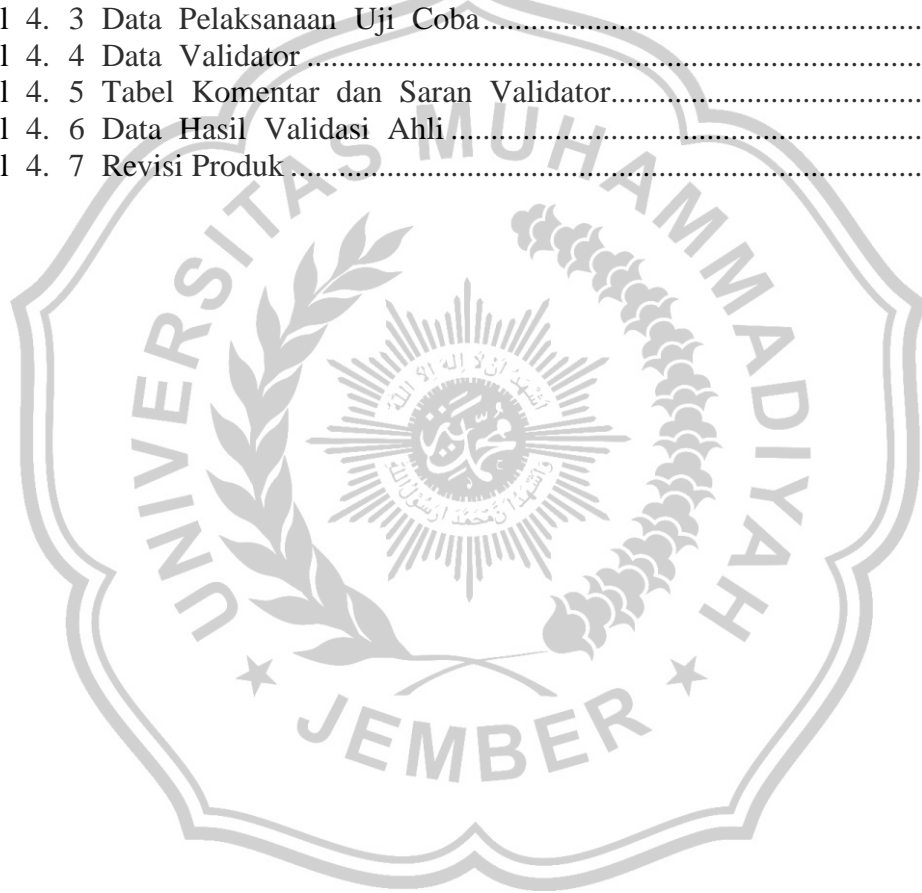 l 4. 3 Data Pelaksanaan Uji Coba
l 4. 4 Data Validator
l 4. 5 Tabel Komentar dan Saran Validator
l 4. 6 Data Hasil Validasi Ahli
l 4. 7 Revisi Produk
UNIVERSITAS MUHAMMADIYAH
JEMBER